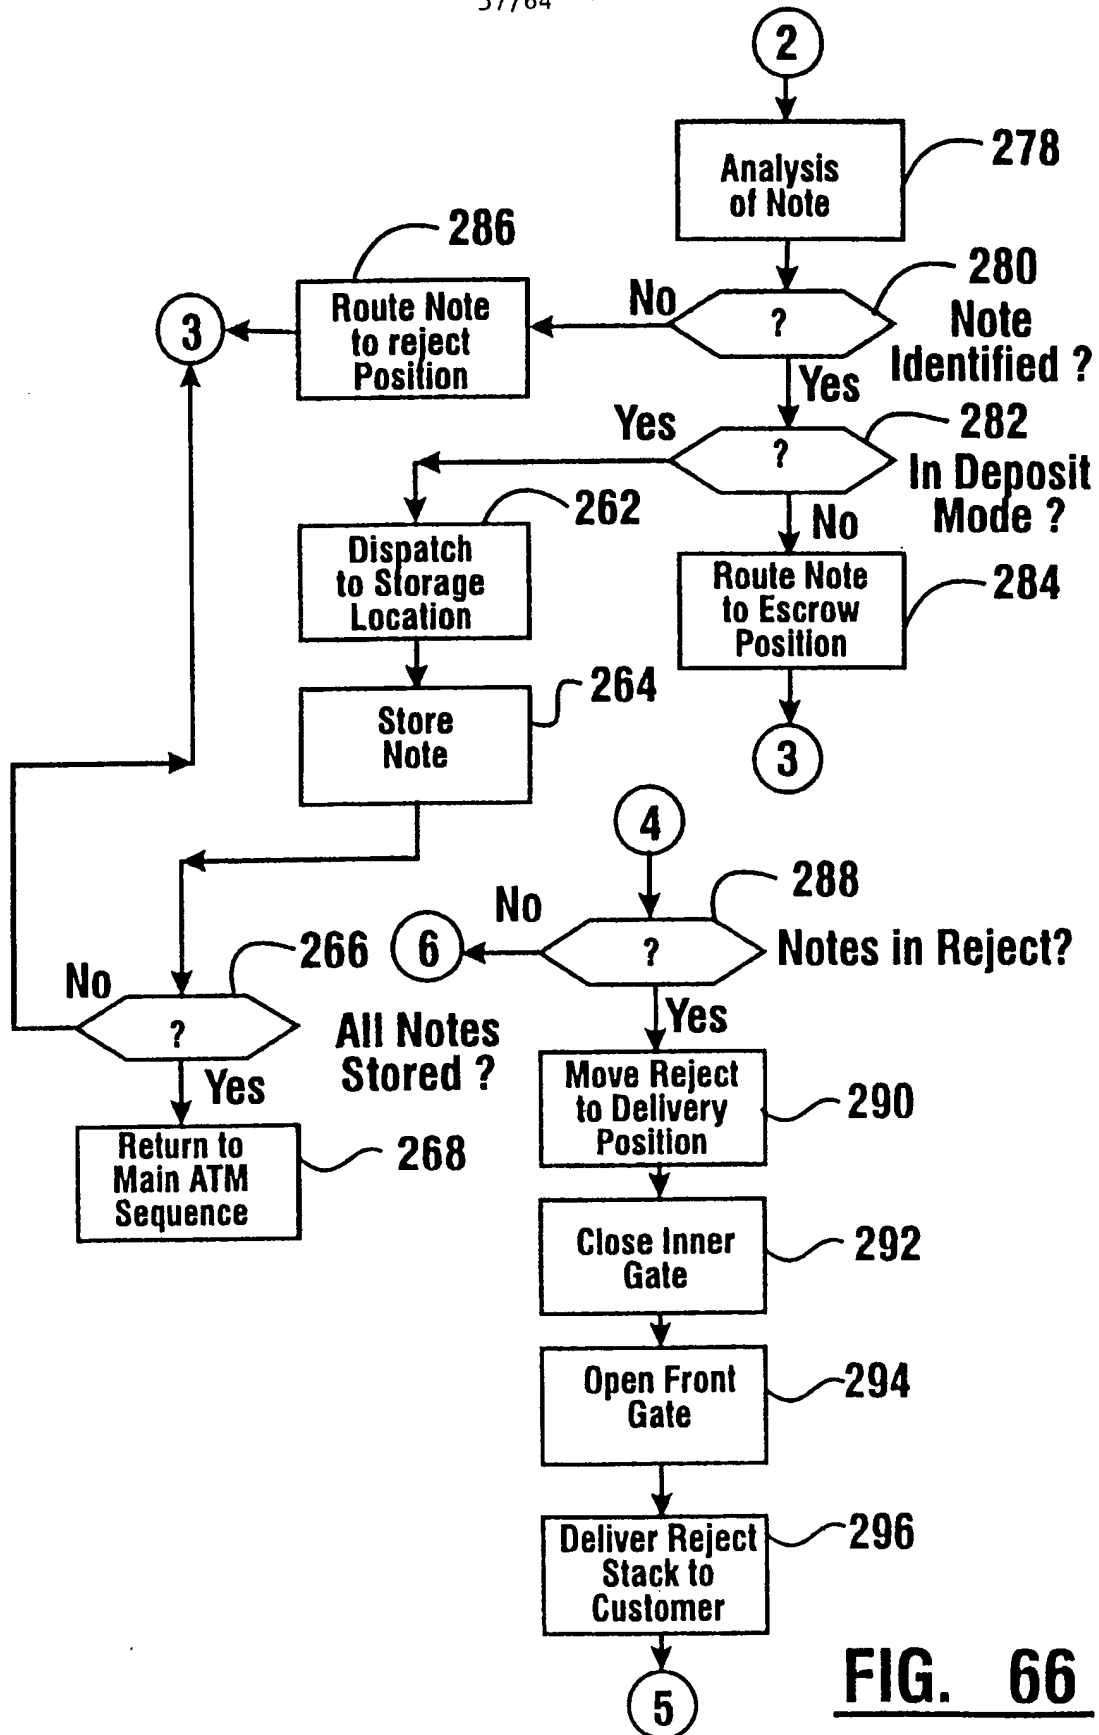 57/64
2
Analysis
of Note
278
286
280
No
?
Note
Identified ?
Route Note
to reject
Position
3
Yes
282
Yes
?
In Deposit
Mode ?
262
No
Dispatch
to Storage
Location
Route Note
to Escrow
Position
284
264
Store
Note
3
4
288
No
6
?
Notes in Reject?
266
No
?
All Notes
Stored ?
Yes
Yes
Move Reject
to Delivery
Position
290
Return to
Main ATM
Sequence
268
Close Inner
Gate
292
Open Front
Gate
294
Deliver Reject
Stack to
Customer
296
5
FIG. 66